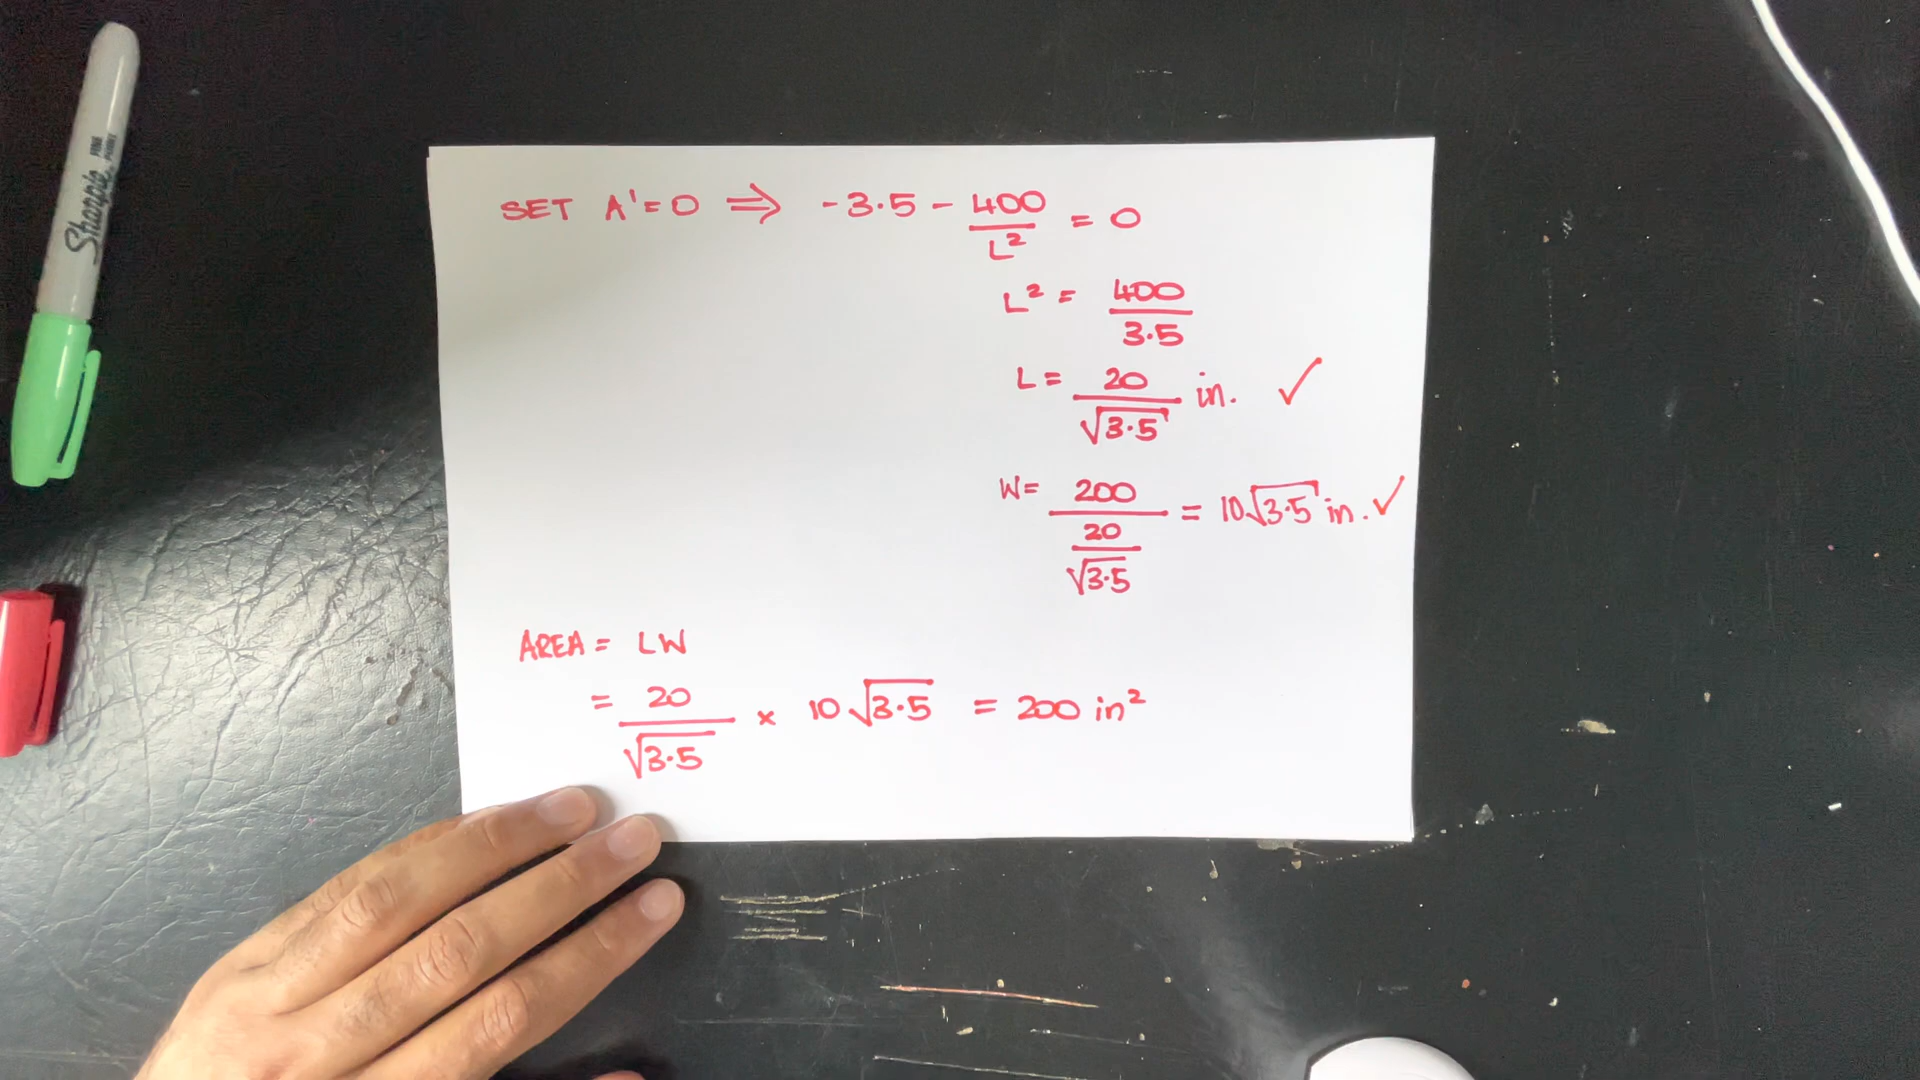 SET A' = 0 ⇒ -3.5 - 400/L² = 0
L² = 400/3.5
L = 20/√3.5 in. ✓
W = 200/(20/√3.5) = 10√3.5 in. ✓
AREA = LW
= 20/√3.5 × 10√3.5 = 200 in²
Sharpie